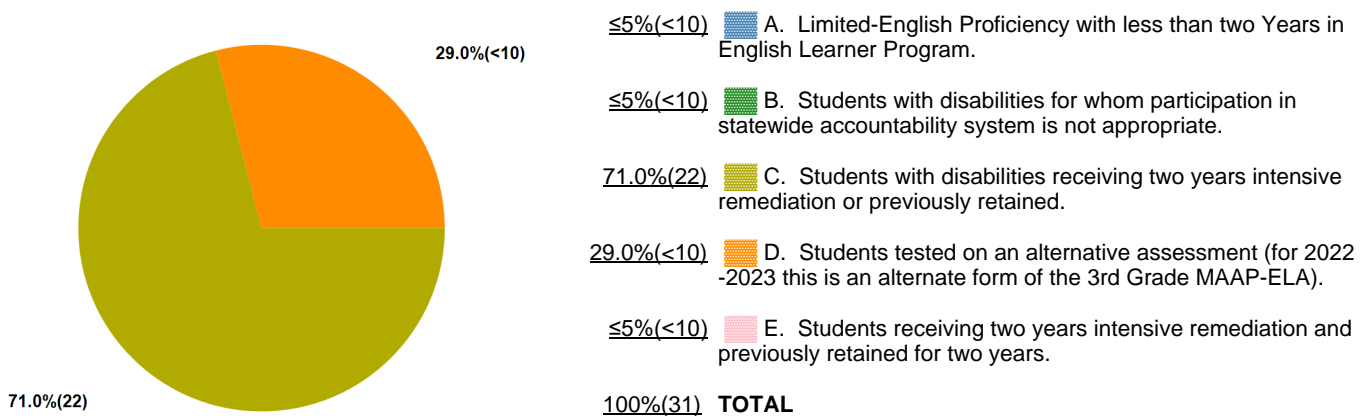 29.0%(<10)
71.0%(22)
≤5%(<10) A. Limited-English Proficiency with less than two Years in
English Learner Program.
≤5%(<10) B. Students with disabilities for whom participation in
statewide accountability system is not appropriate.
71.0%(22) C. Students with disabilities receiving two years intensive
remediation or previously retained.
29.0%(<10) D. Students tested on an alternative assessment (for 2022
-2023 this is an alternate form of the 3rd Grade MAAP-ELA).
≤5%(<10) E. Students receiving two years intensive remediation and
previously retained for two years.
100%(31) TOTAL